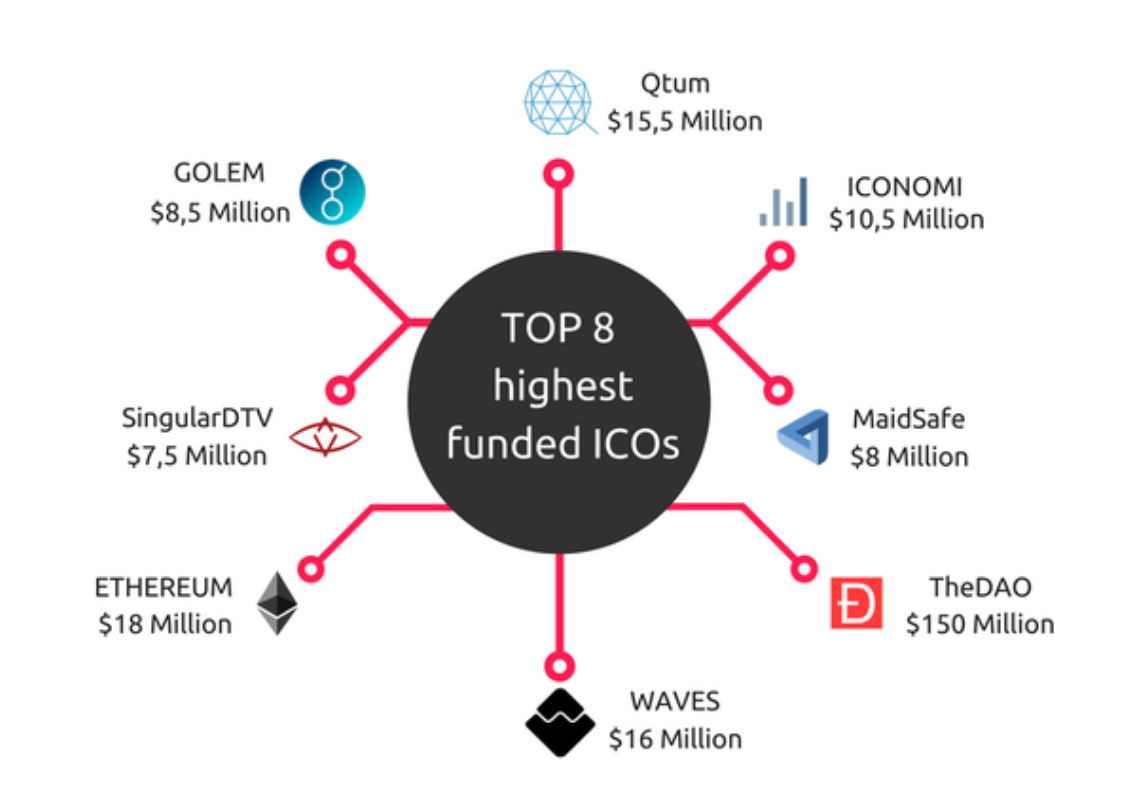 Qtum
$15,5 Million
GOLEM
$8,5 Million
ICONOMI
$10,5 Million
TOP 8
highest
funded ICOs
SingularDTV
$7,5 Million
MaidSafe
$8 Million
ETHEREUM
$18 Million
TheDAO
$150 Million
WAVES
$16 Million